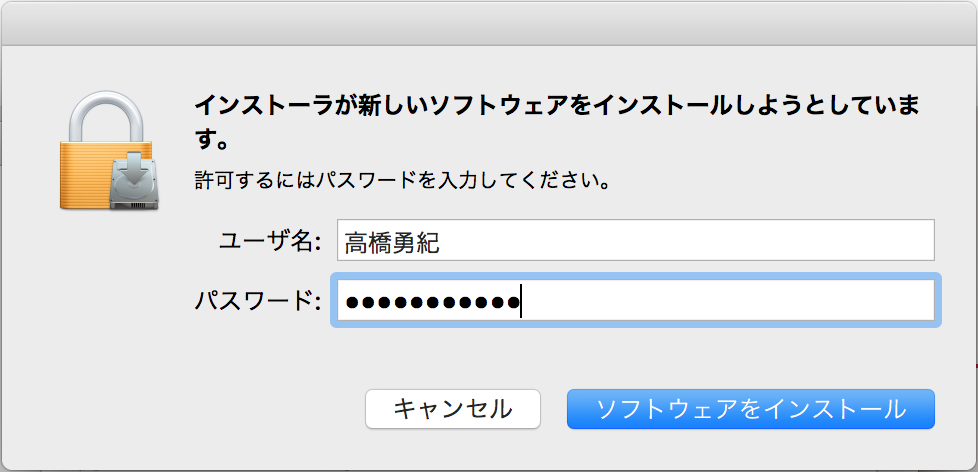 インストーラが新しいソフトウェアをインストールしようとしていま
す。
許可するにはパスワードを入力してください。
ユーザ名: 高橋勇紀
パスワード: ●●●●●●●●●●●
キャンセル ソフトウェアをインストール